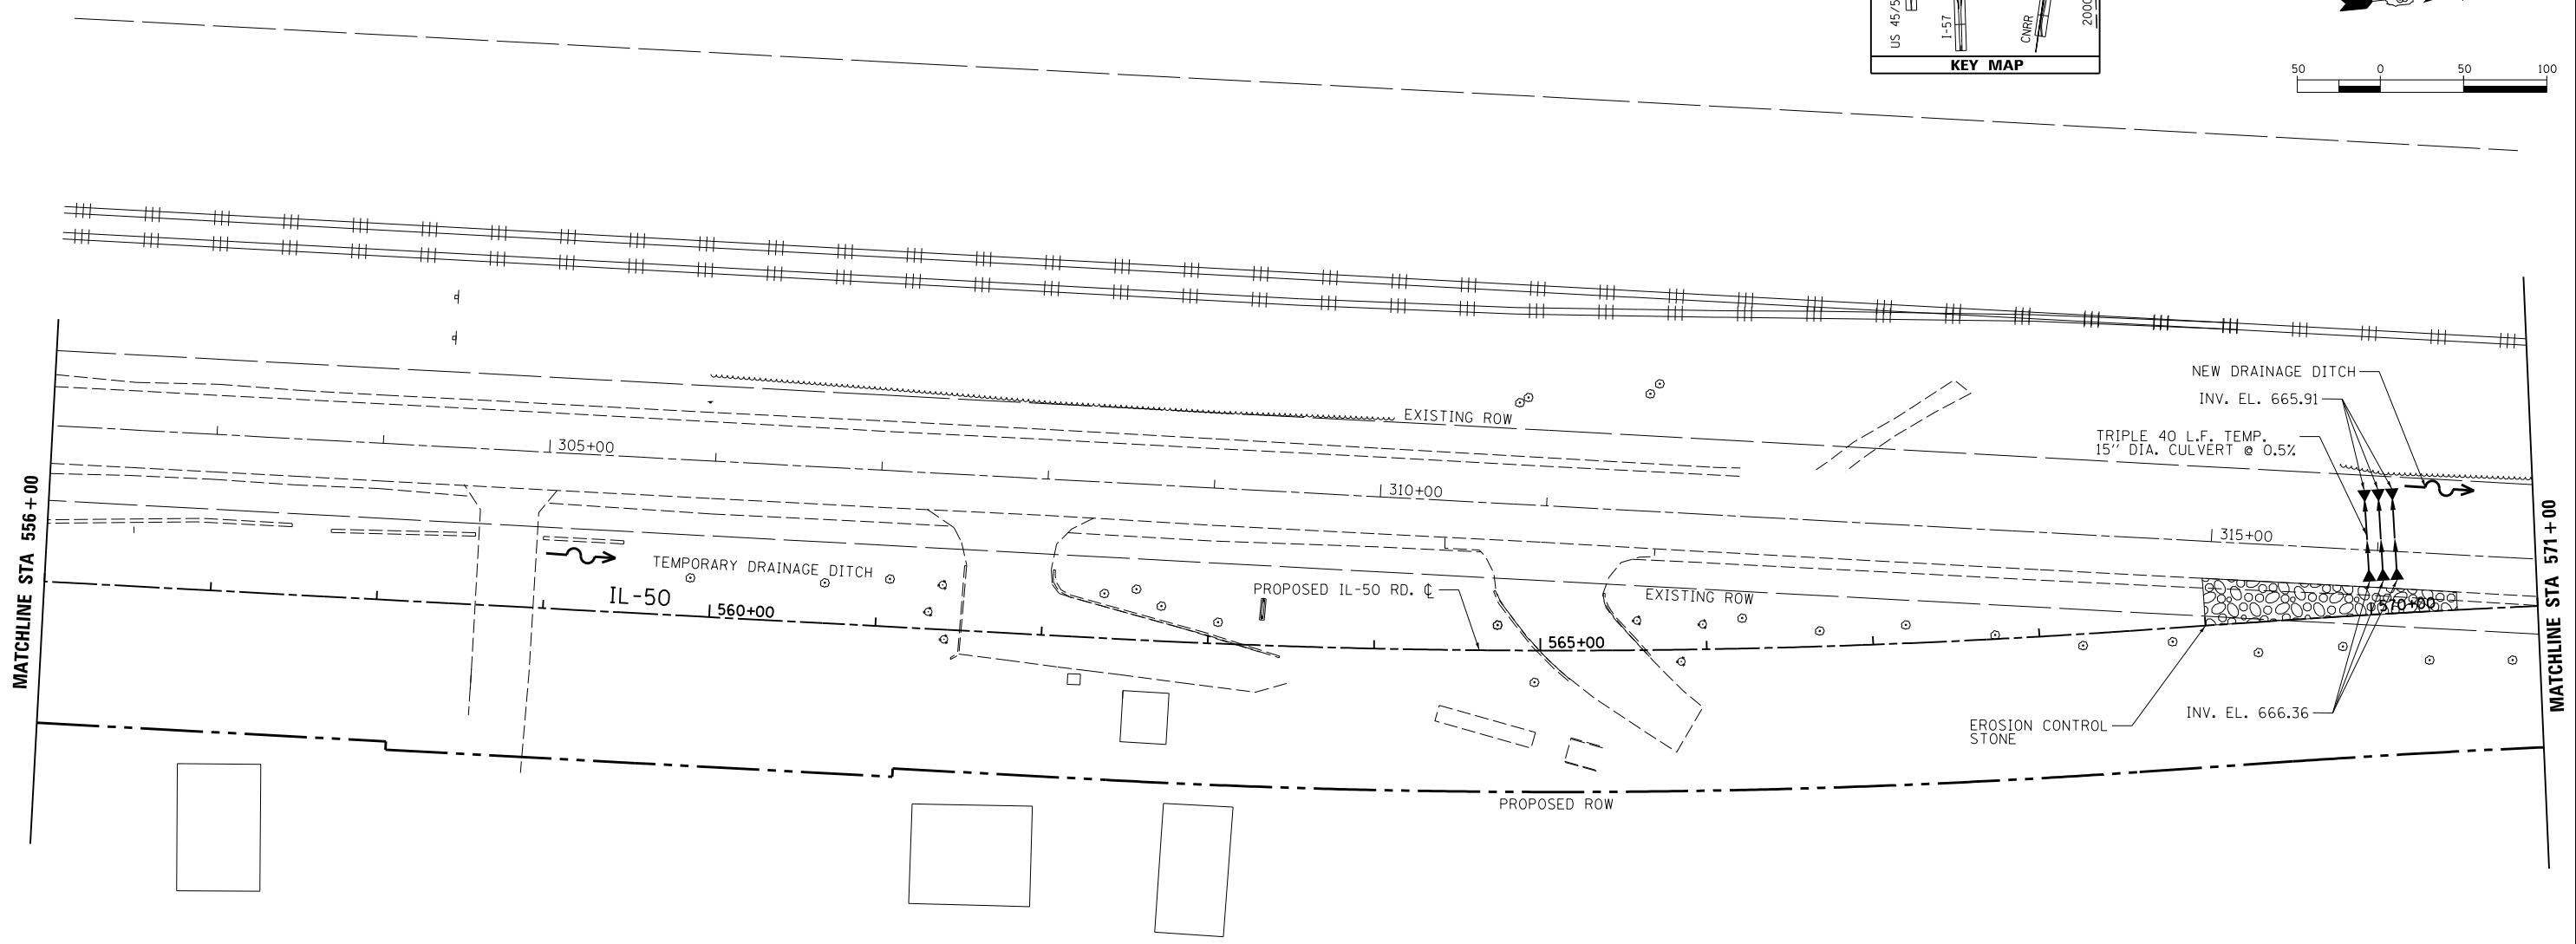 US 45/5
I-57
CNRR
2000
KEY MAP
50 0 50 100
NEW DRAINAGE DITCH
INV. EL. 665.91
TRIPLE 40 L.F. TEMP.
15" DIA. CULVERT @ 0.5%
EXISTING ROW
305+00
310+00
315+00
MATCHLINE STA 556+00
MATCHLINE STA 571+00
TEMPORARY DRAINAGE DITCH
IL-50
560+00
PROPOSED IL-50 RD. ℄
EXISTING ROW
565+00
570+00
EROSION CONTROL
STONE
INV. EL. 666.36
PROPOSED ROW